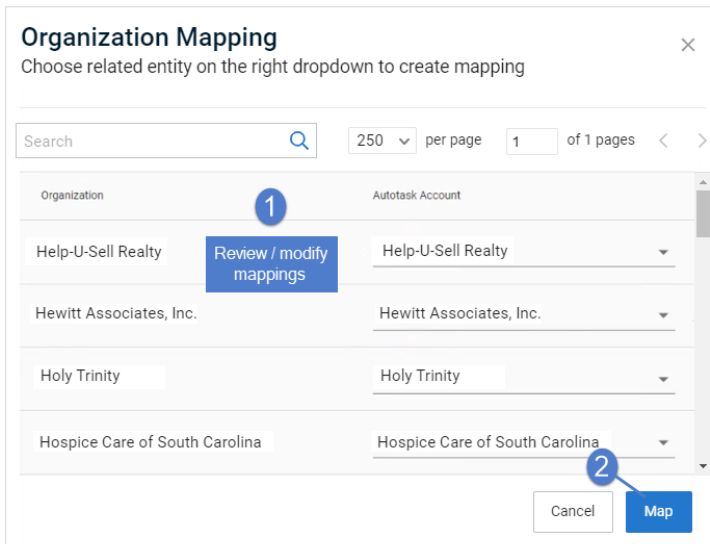 Organization Mapping
Choose related entity on the right dropdown to create mapping
Search 250 per page 1 of 1 pages
Organization Autotask Account
1
Help-U-Sell Realty Review / modify mappings Help-U-Sell Realty
Hewitt Associates, Inc. Hewitt Associates, Inc.
Holy Trinity Holy Trinity
Hospice Care of South Carolina Hospice Care of South Carolina
2
Cancel Map